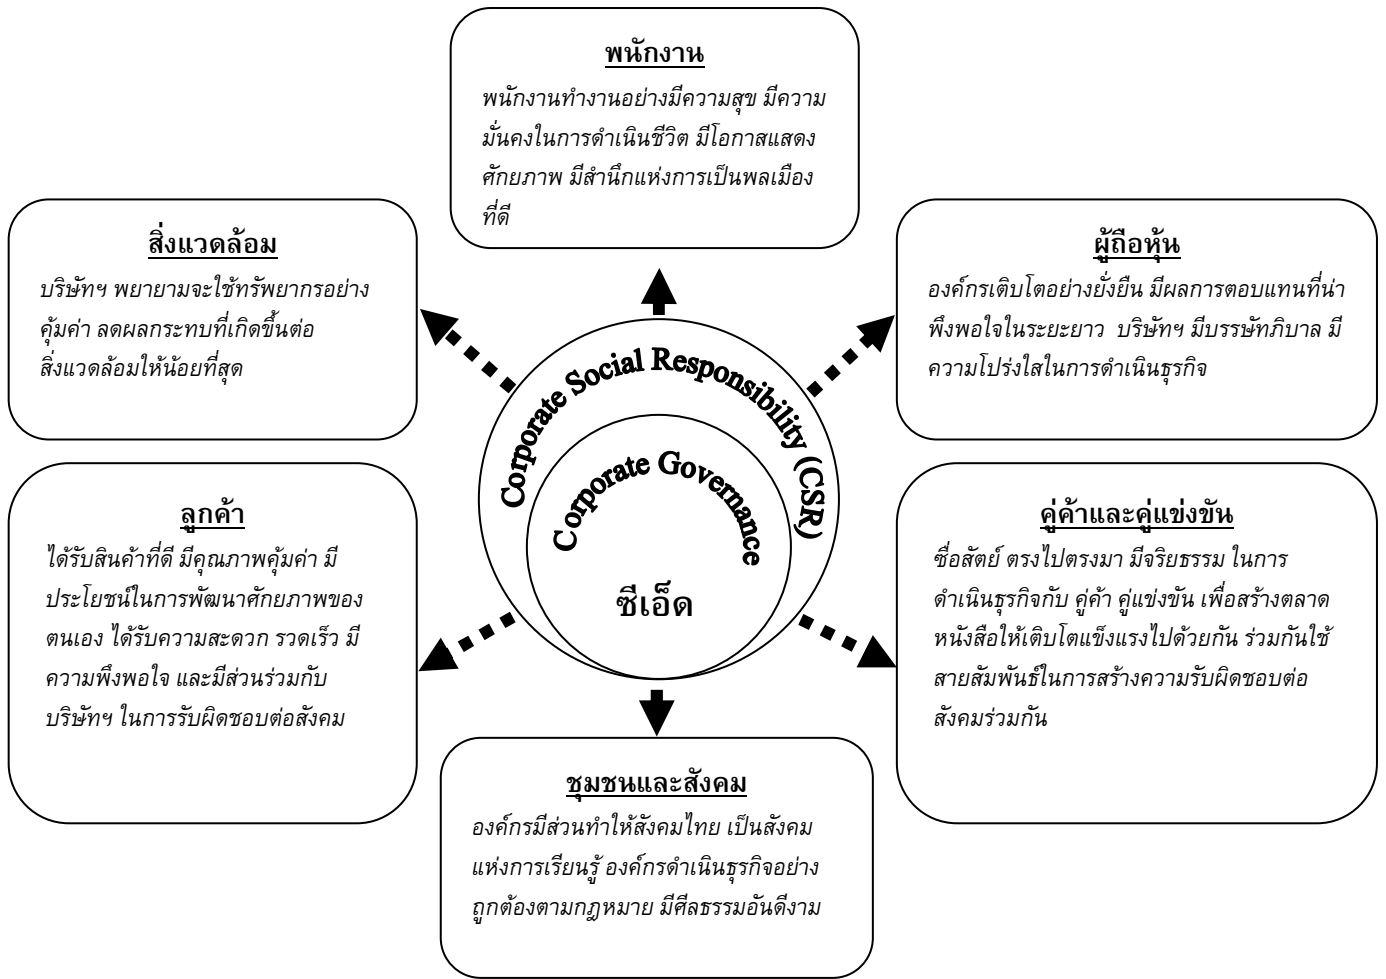 พนักงาน
พนักงานทำงานอย่างมีความสุข มีความ
มั่นคงในการดำเนินชีวิต มีโอกาสแสดง
ศักยภาพ มีสำนึกแห่งการเป็นพลเมือง
ที่ดี
สิ่งแวดล้อม
บริษัทฯ พยายามจะใช้ทรัพยากรอย่าง
คุ้มค่า ลดผลกระทบที่เกิดขึ้นต่อ
สิ่งแวดล้อมให้น้อยที่สุด
ผู้ถือหุ้น
องค์กรเติบโตอย่างยั่งยืน มีผลการตอบแทนที่น่า
พึงพอใจในระยะยาว บริษัทฯ มีบรรษัทภิบาล มี
ความโปร่งใสในการดำเนินธุรกิจ
Corporate Social Responsibility (CSR)
Corporate Governance
ซีเอ็ด
ลูกค้า
ได้รับสินค้าที่ดี มีคุณภาพคุ้มค่า มี
ประโยชน์ในการพัฒนาศักยภาพของ
ตนเอง ได้รับความสะดวก รวดเร็ว มี
ความพึงพอใจ และมีส่วนร่วมกับ
บริษัทฯ ในการรับผิดชอบต่อสังคม
คู่ค้าและคู่แข่งขัน
ซื่อสัตย์ ตรงไปตรงมา มีจริยธรรม ในการ
ดำเนินธุรกิจกับ คู่ค้า คู่แข่งขัน เพื่อสร้างตลาด
หนังสือให้เติบโตแข็งแรงไปด้วยกัน ร่วมกันใช้
สายสัมพันธ์ในการสร้างความรับผิดชอบต่อ
สังคมร่วมกัน
ชุมชนและสังคม
องค์กรมีส่วนทำให้สังคมไทย เป็นสังคม
แห่งการเรียนรู้ องค์กรดำเนินธุรกิจอย่าง
ถูกต้องตามกฎหมาย มีศีลธรรมอันดีงาม